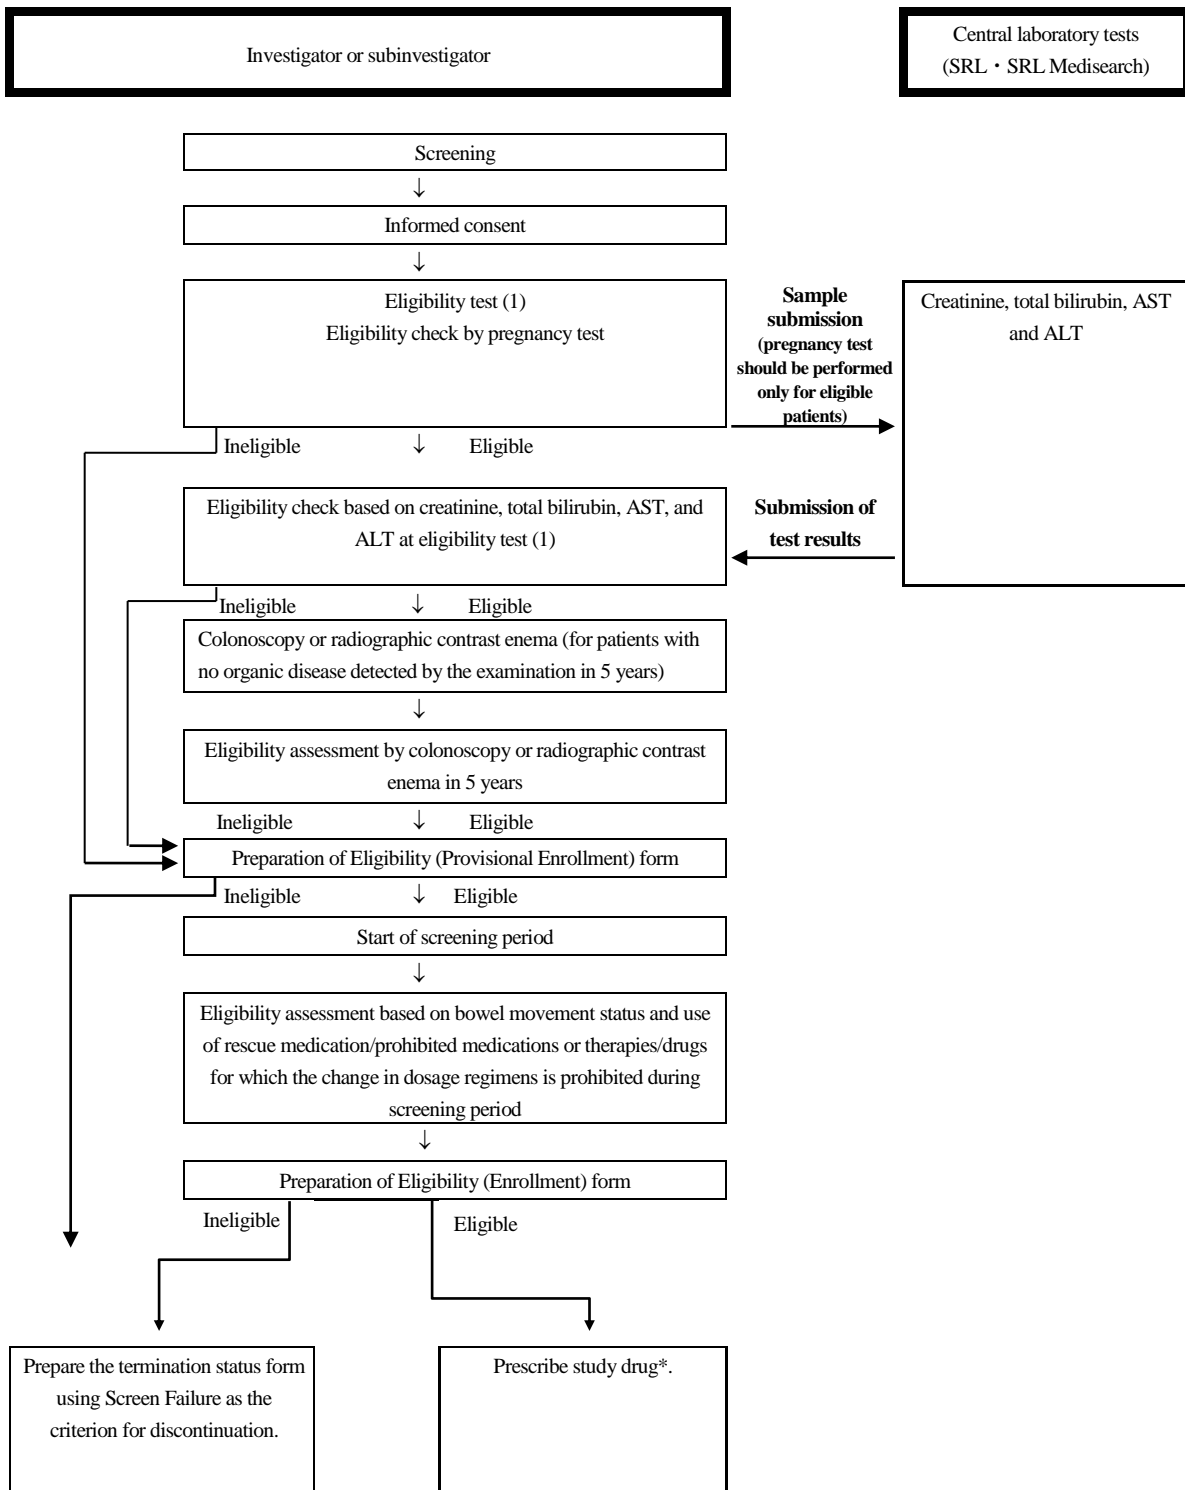 Investigator or subinvestigator
Central laboratory tests
(SRL・SRL Medisearch)
Screening
↓
Informed consent
↓
Eligibility test (1)
Eligibility check by pregnancy test
Sample
submission
(pregnancy test
should be performed
only for eligible
patients)
Creatinine, total bilirubin, AST
and ALT
Ineligible ↓ Eligible
Eligibility check based on creatinine, total bilirubin, AST, and
ALT at eligibility test (1)
Submission of
test results
Ineligible ↓ Eligible
Colonoscopy or radiographic contrast enema (for patients with
no organic disease detected by the examination in 5 years)
↓
Eligibility assessment by colonoscopy or radiographic contrast
enema in 5 years
Ineligible ↓ Eligible
Preparation of Eligibility (Provisional Enrollment) form
Ineligible ↓ Eligible
Start of screening period
↓
Eligibility assessment based on bowel movement status and use
of rescue medication/prohibited medications or therapies/drugs
for which the change in dosage regimens is prohibited during
screening period
↓
Preparation of Eligibility (Enrollment) form
Ineligible
Eligible
Prepare the termination status form
using Screen Failure as the
criterion for discontinuation.
Prescribe study drug*.